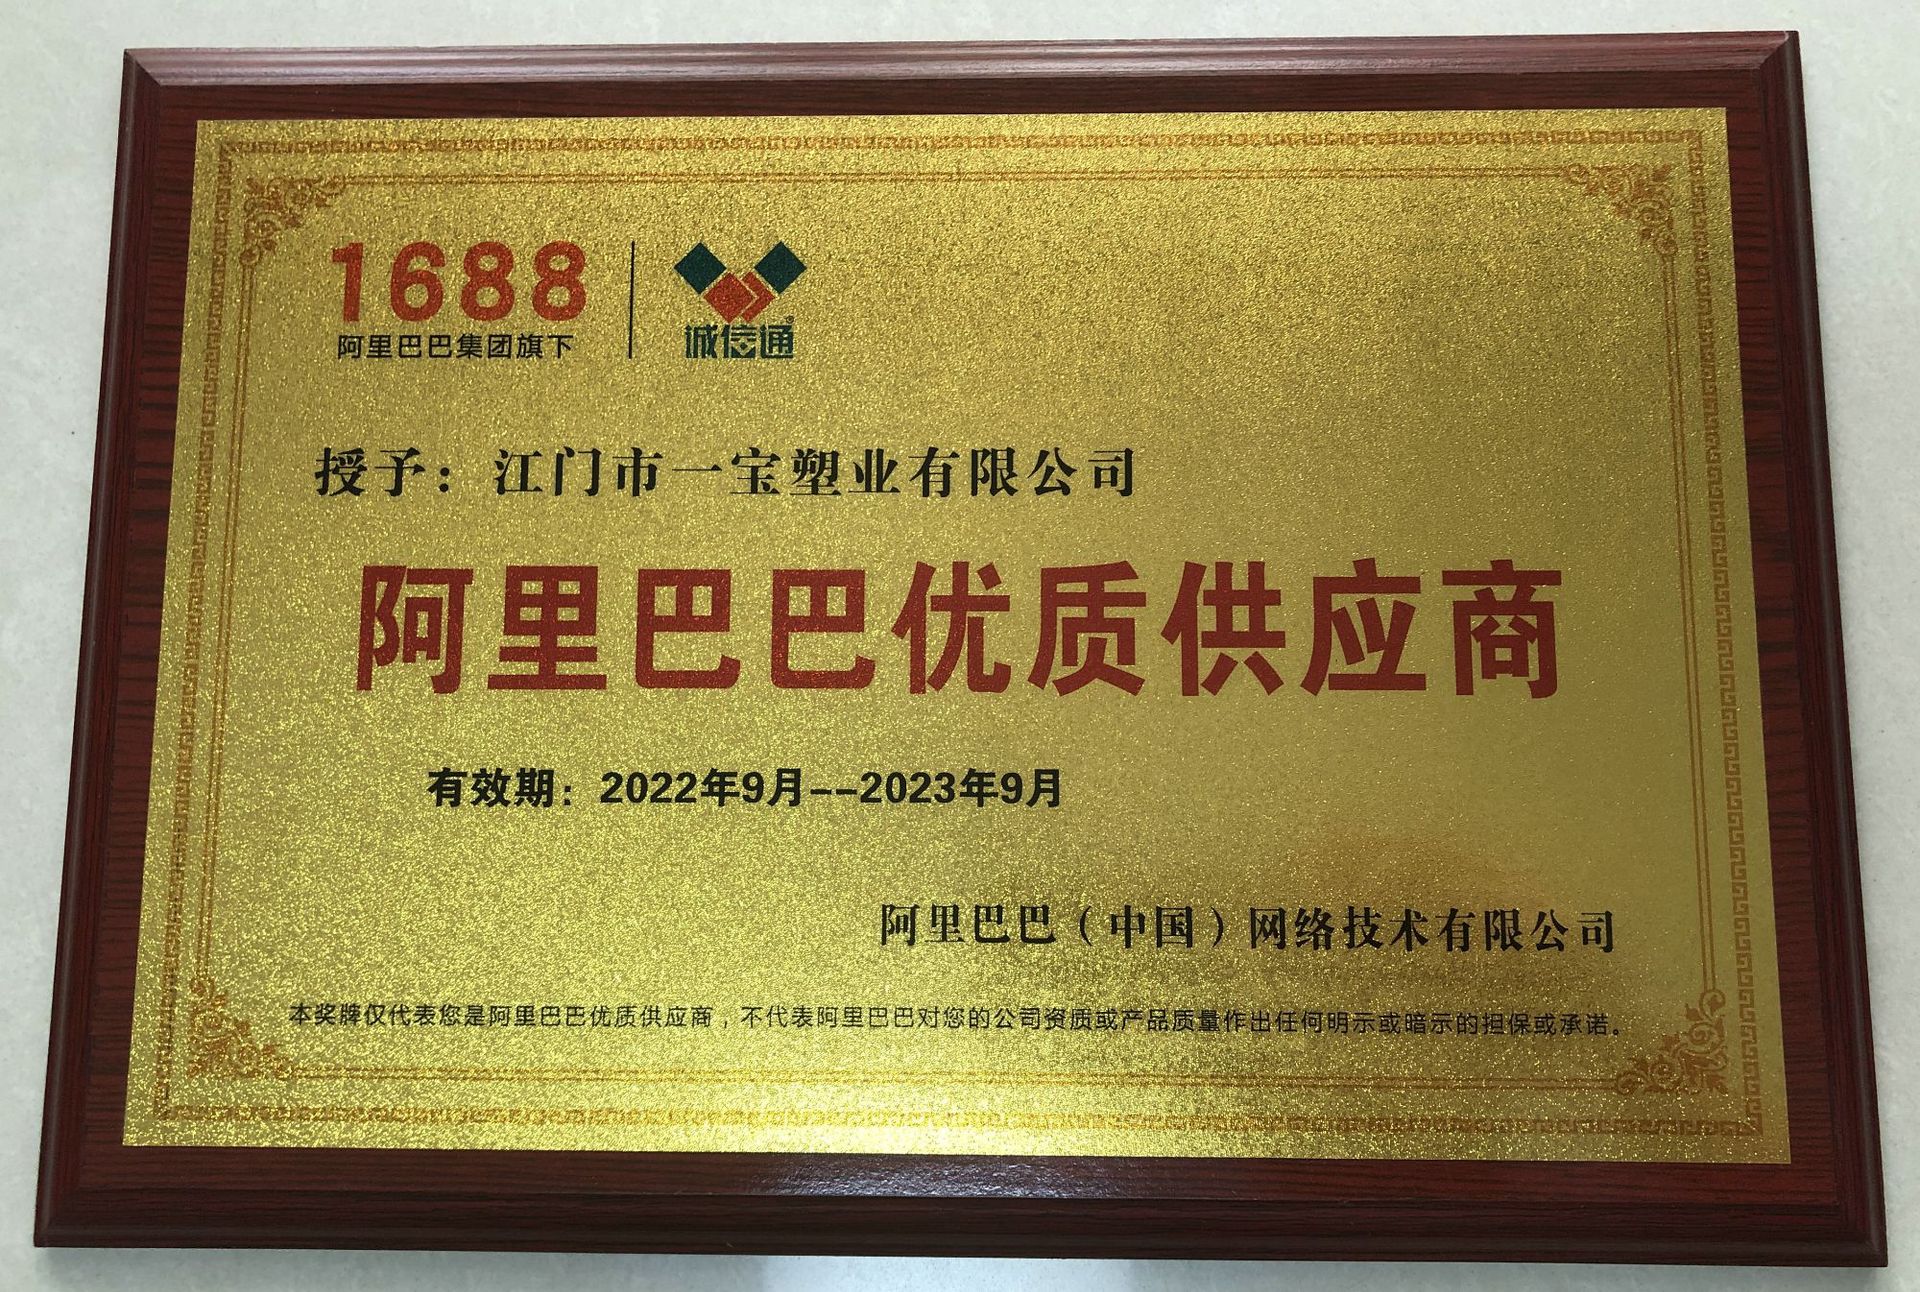 1688
阿里巴巴集团旗下
诚信通®
授予：江门市一宝塑业有限公司
阿里巴巴优质供应商
有效期：2022年9月--2023年9月
阿里巴巴（中国）网络技术有限公司
本奖牌仅代表您是阿里巴巴优质供应商，不代表阿里巴巴对您的公司资质或产品质量作出任何明示或暗示的担保或承诺。